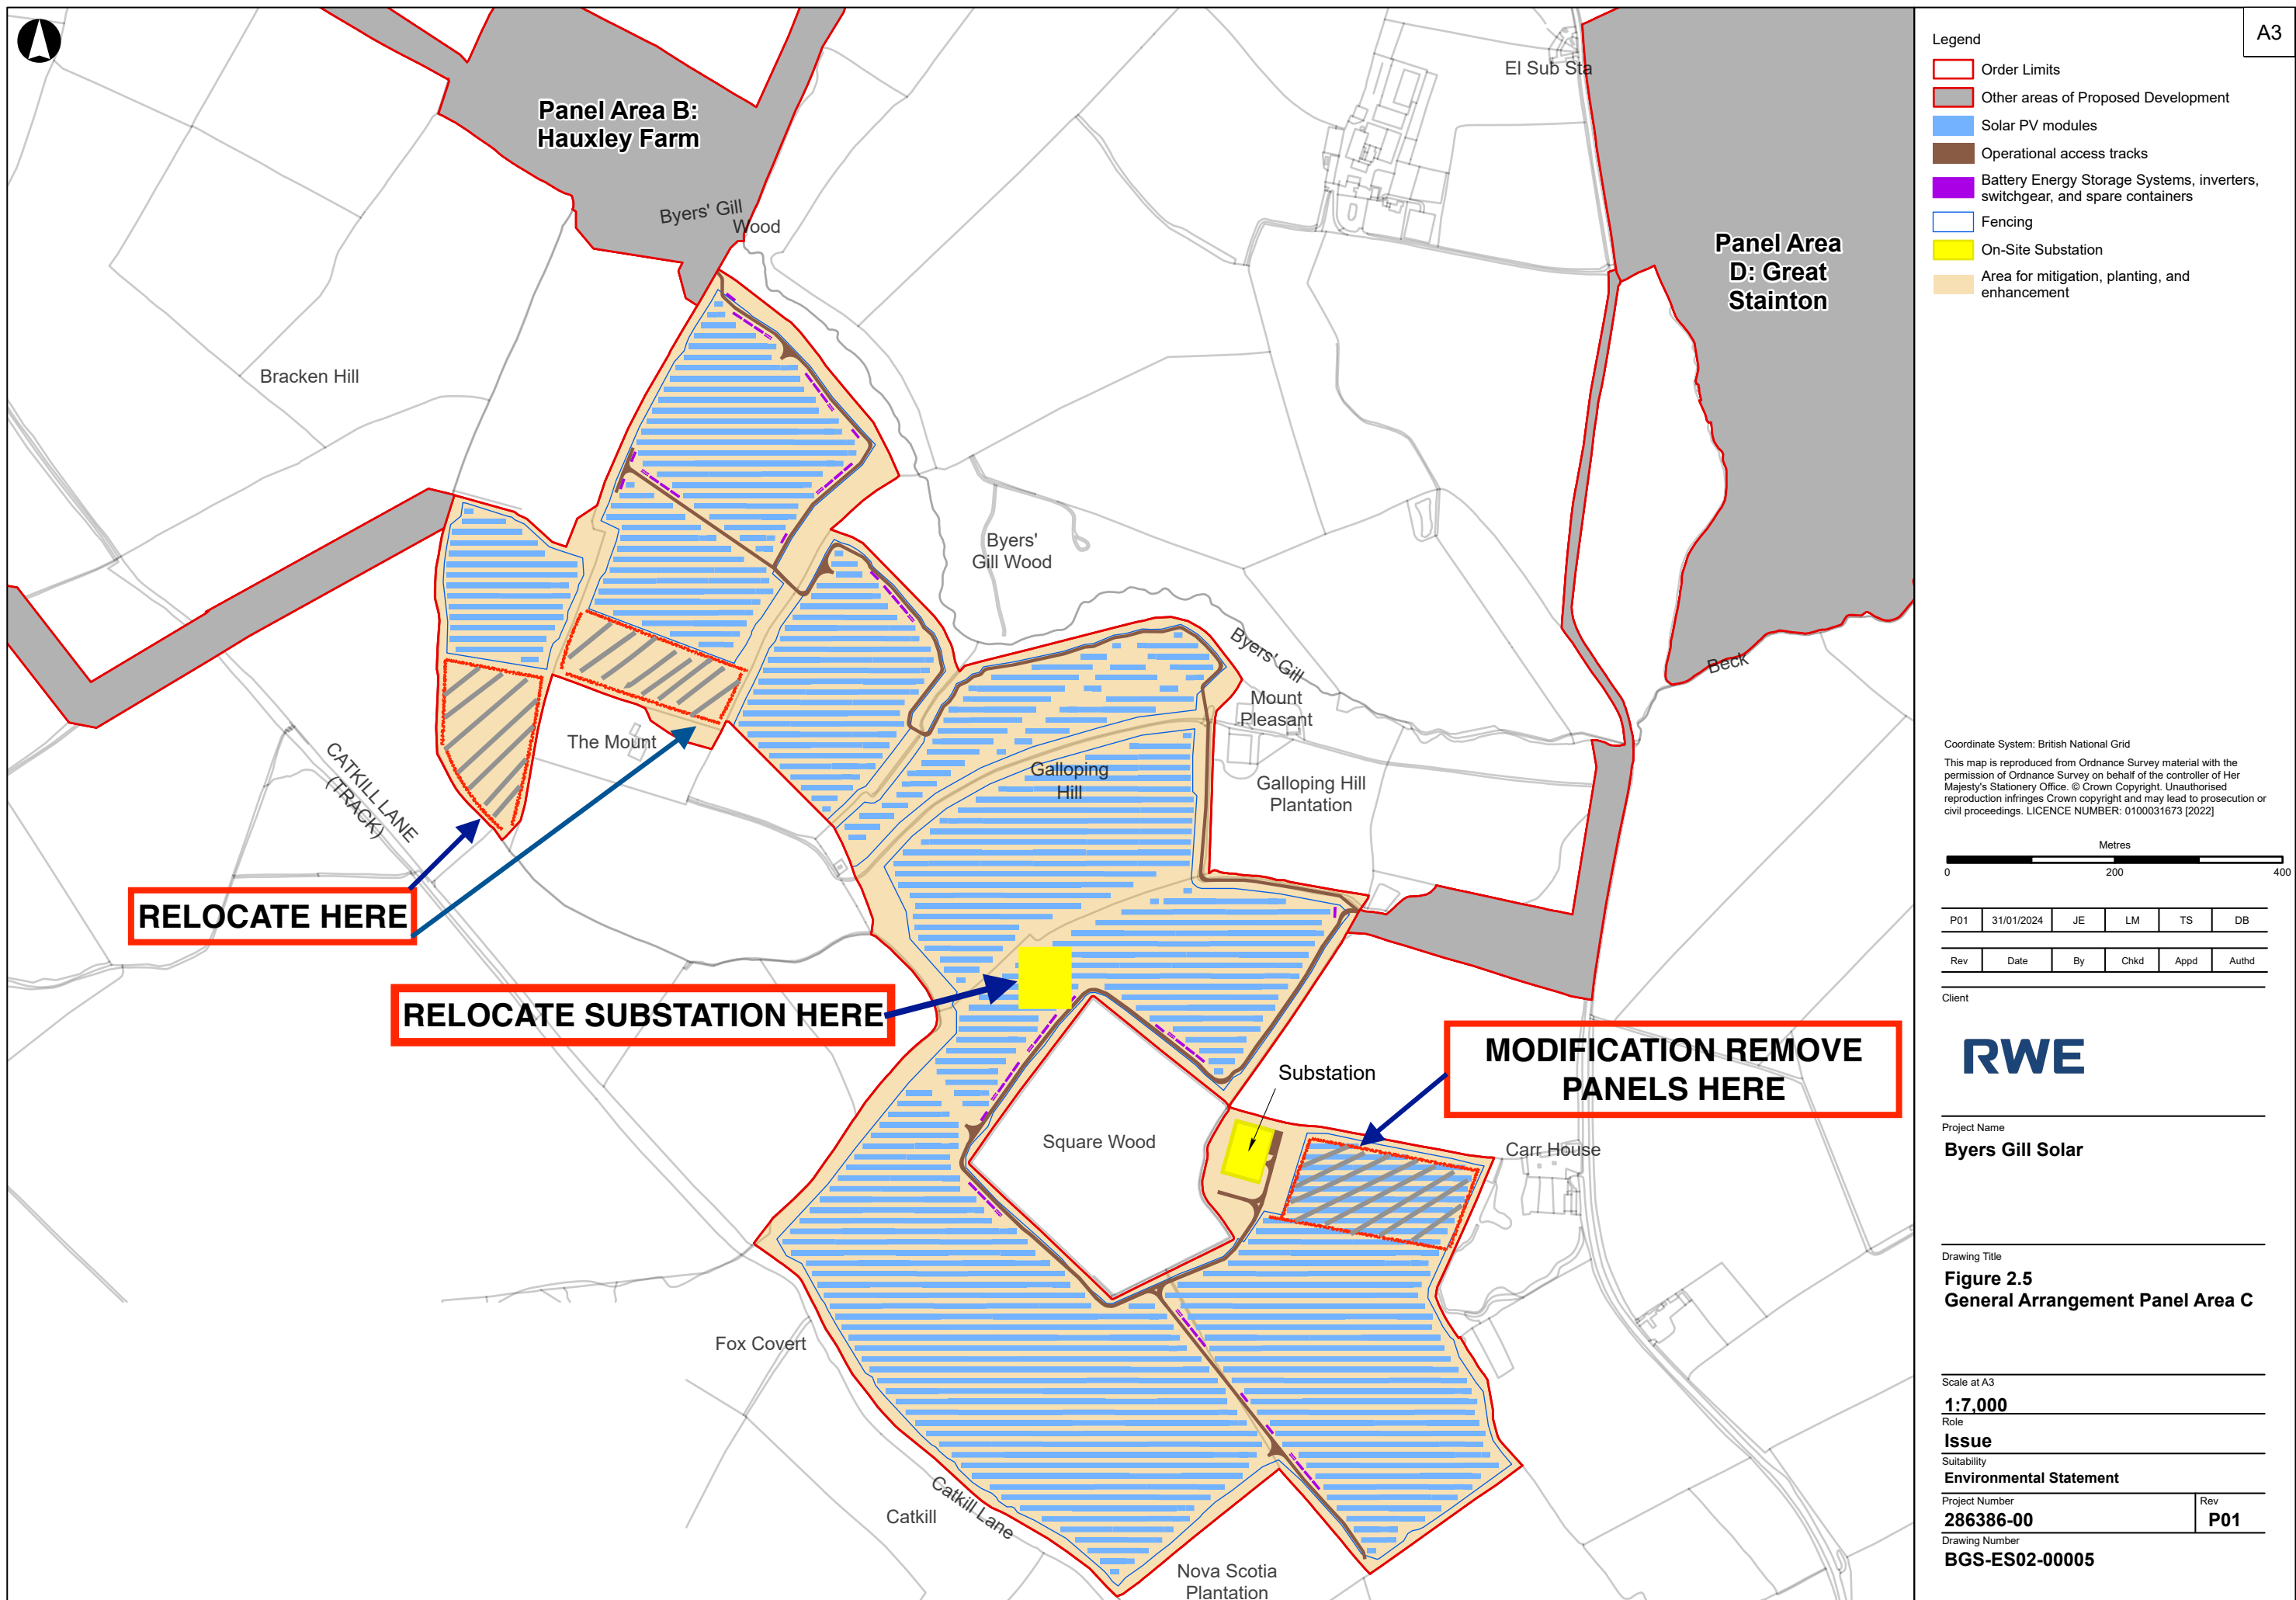 A3
Legend
Order Limits
Other areas of Proposed Development
Solar PV modules
Operational access tracks
Battery Energy Storage Systems, inverters,
switchgear, and spare containers
Fencing
On-Site Substation
Area for mitigation, planting, and
enhancement
El Sub Sta
Panel Area B:
Hauxley Farm
Byers' Gill
Wood
Panel Area
D: Great
Stainton
Bracken Hill
Byers'
Gill Wood
Byers' Gill
Beck
Mount
Pleasant
The Mount
CATKILL LANE
(TRACK)
Galloping
Hill
Galloping Hill
Plantation
RELOCATE HERE
RELOCATE SUBSTATION HERE
MODIFICATION REMOVE
PANELS HERE
Substation
Square Wood
Carr House
Fox Covert
Catkill Lane
Catkill
Nova Scotia
Plantation
Coordinate System: British National Grid
This map is reproduced from Ordnance Survey material with the
permission of Ordnance Survey on behalf of the controller of Her
Majesty's Stationery Office. © Crown Copyright. Unauthorised
reproduction infringes Crown copyright and may lead to prosecution or
civil proceedings. LICENCE NUMBER: 0100031673 [2022]
Metres
0 200 400
P01 31/01/2024 JE LM TS DB
Rev Date By Chkd Appd Authd
Client
RWE
Project Name
Byers Gill Solar
Drawing Title
Figure 2.5
General Arrangement Panel Area C
Scale at A3
1:7,000
Role
Issue
Suitability
Environmental Statement
Project Number Rev
286386-00 P01
Drawing Number
BGS-ES02-00005